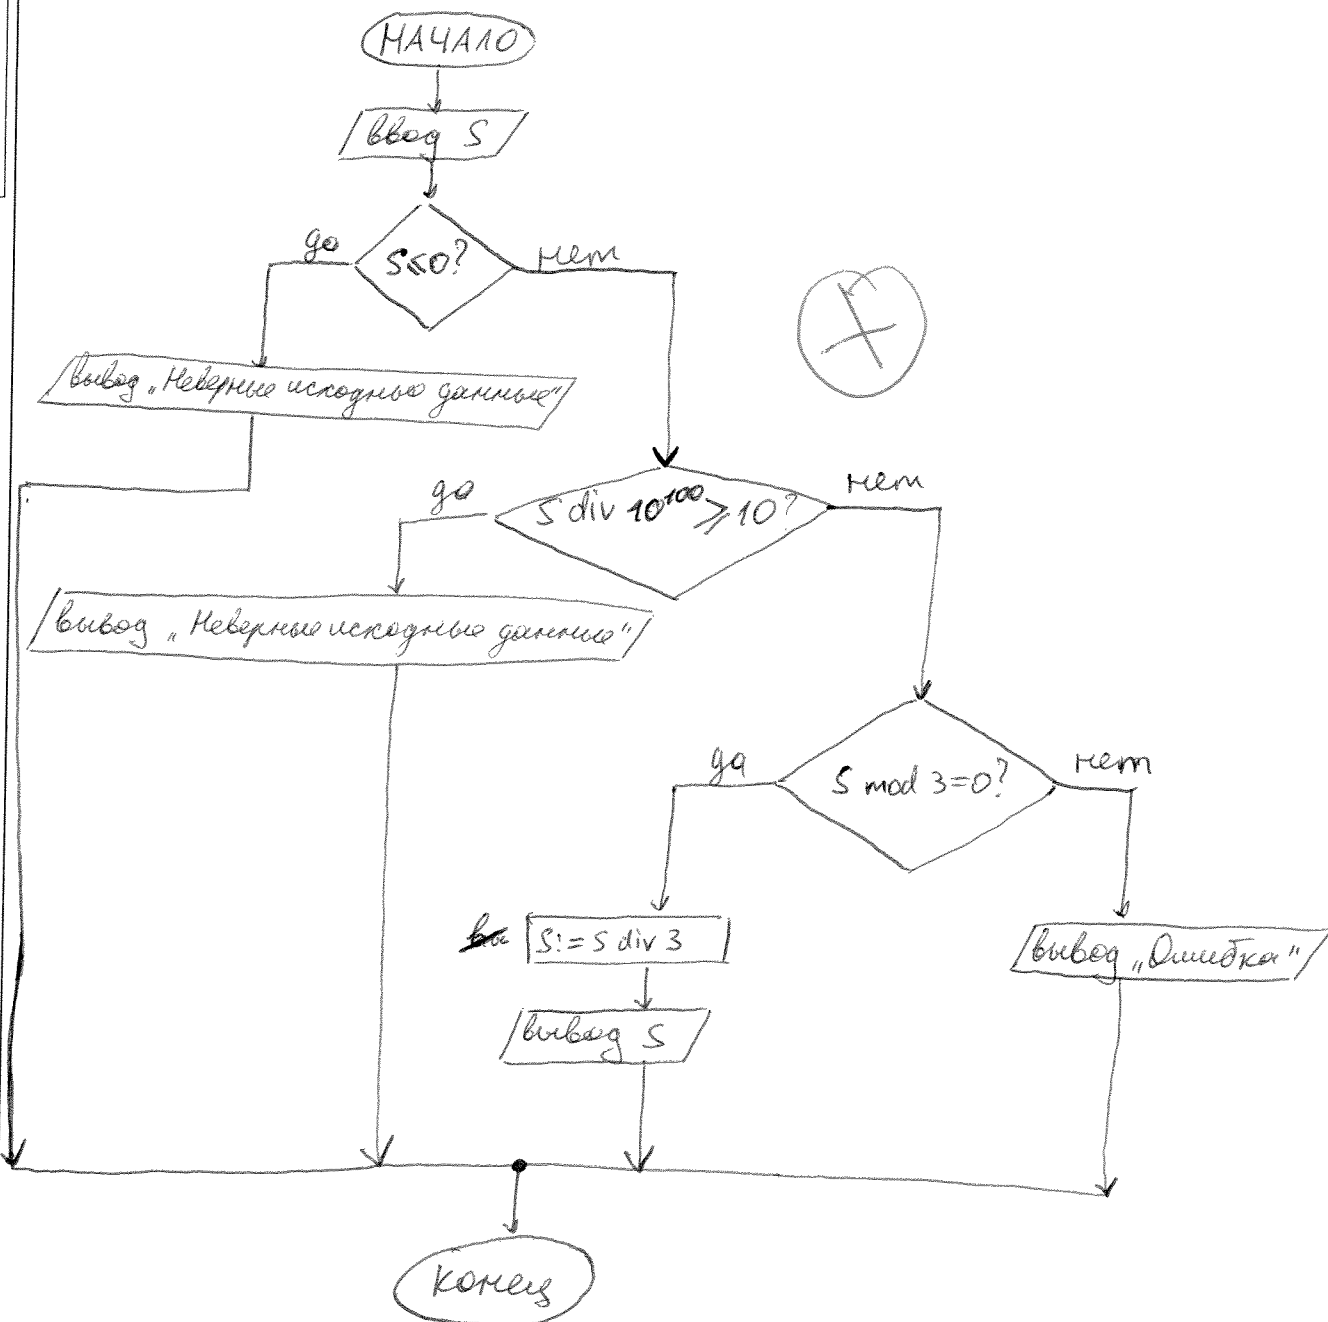 НАЧАЛО
ввод S
да
S≤0?
нет
вывод „Неверные исходные данные"
да
S div 10¹⁰⁰ ≥ 10?
нет
вывод „Неверные исходные данные"
да
S mod 3=0?
нет
S:= S div 3
вывод „Ошибка"
вывод S
конец